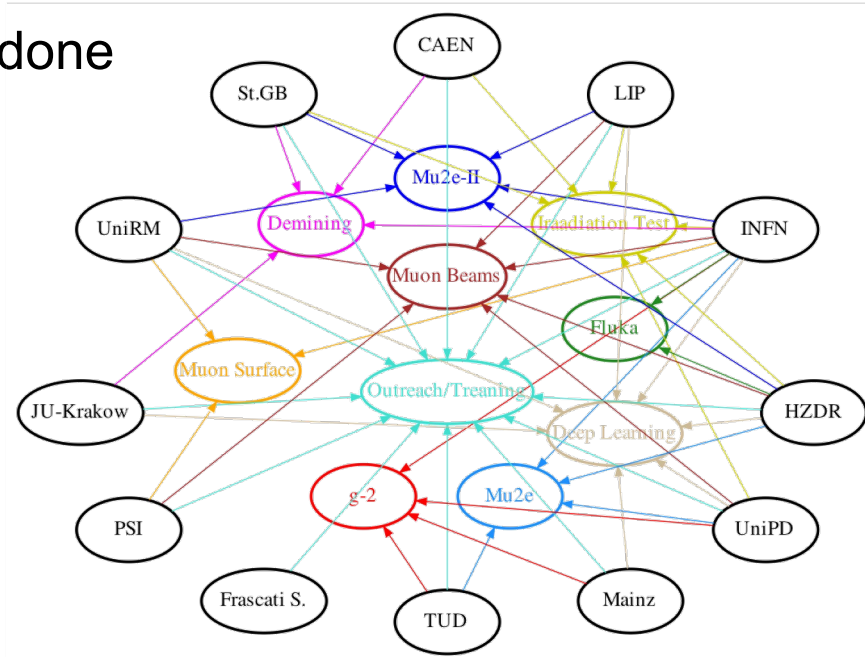 done
CAEN
St.GB
LIP
Mu2e-II
UniRM
Demining
Iraadiation Test
INFN
Muon Beams
Fluka
Muon Surface
Outreach/Treaning
JU-Krakow
HZDR
Deep Learning
g-2
Mu2e
PSI
UniPD
Frascati S.
TUD
Mainz